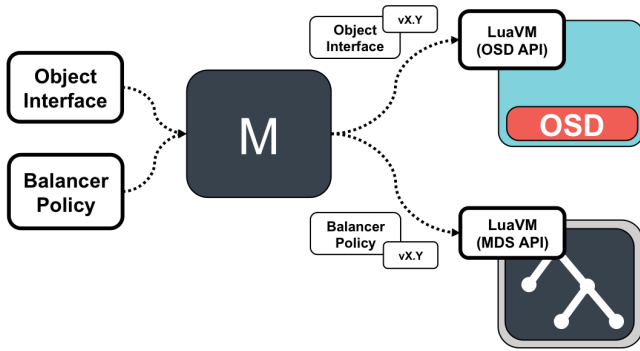 Object
Interface
Balancer
Policy
M
Object
Interface
vX.Y
LuaVM
(OSD API)
OSD
Balancer
Policy
vX.Y
LuaVM
(MDS API)